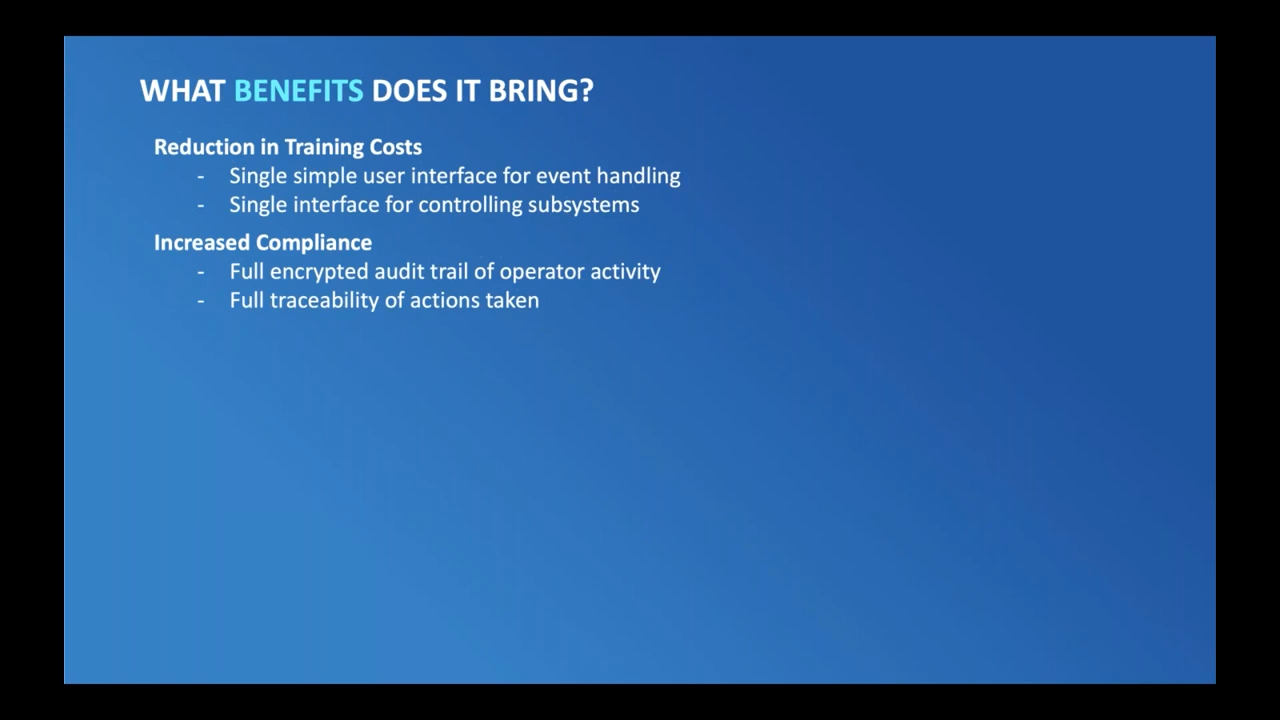 WHAT BENEFITS DOES IT BRING?
Reduction in Training Costs
- Single simple user interface for event handling
- Single interface for controlling subsystems
Increased Compliance
- Full encrypted audit trail of operator activity
- Full traceability of actions taken